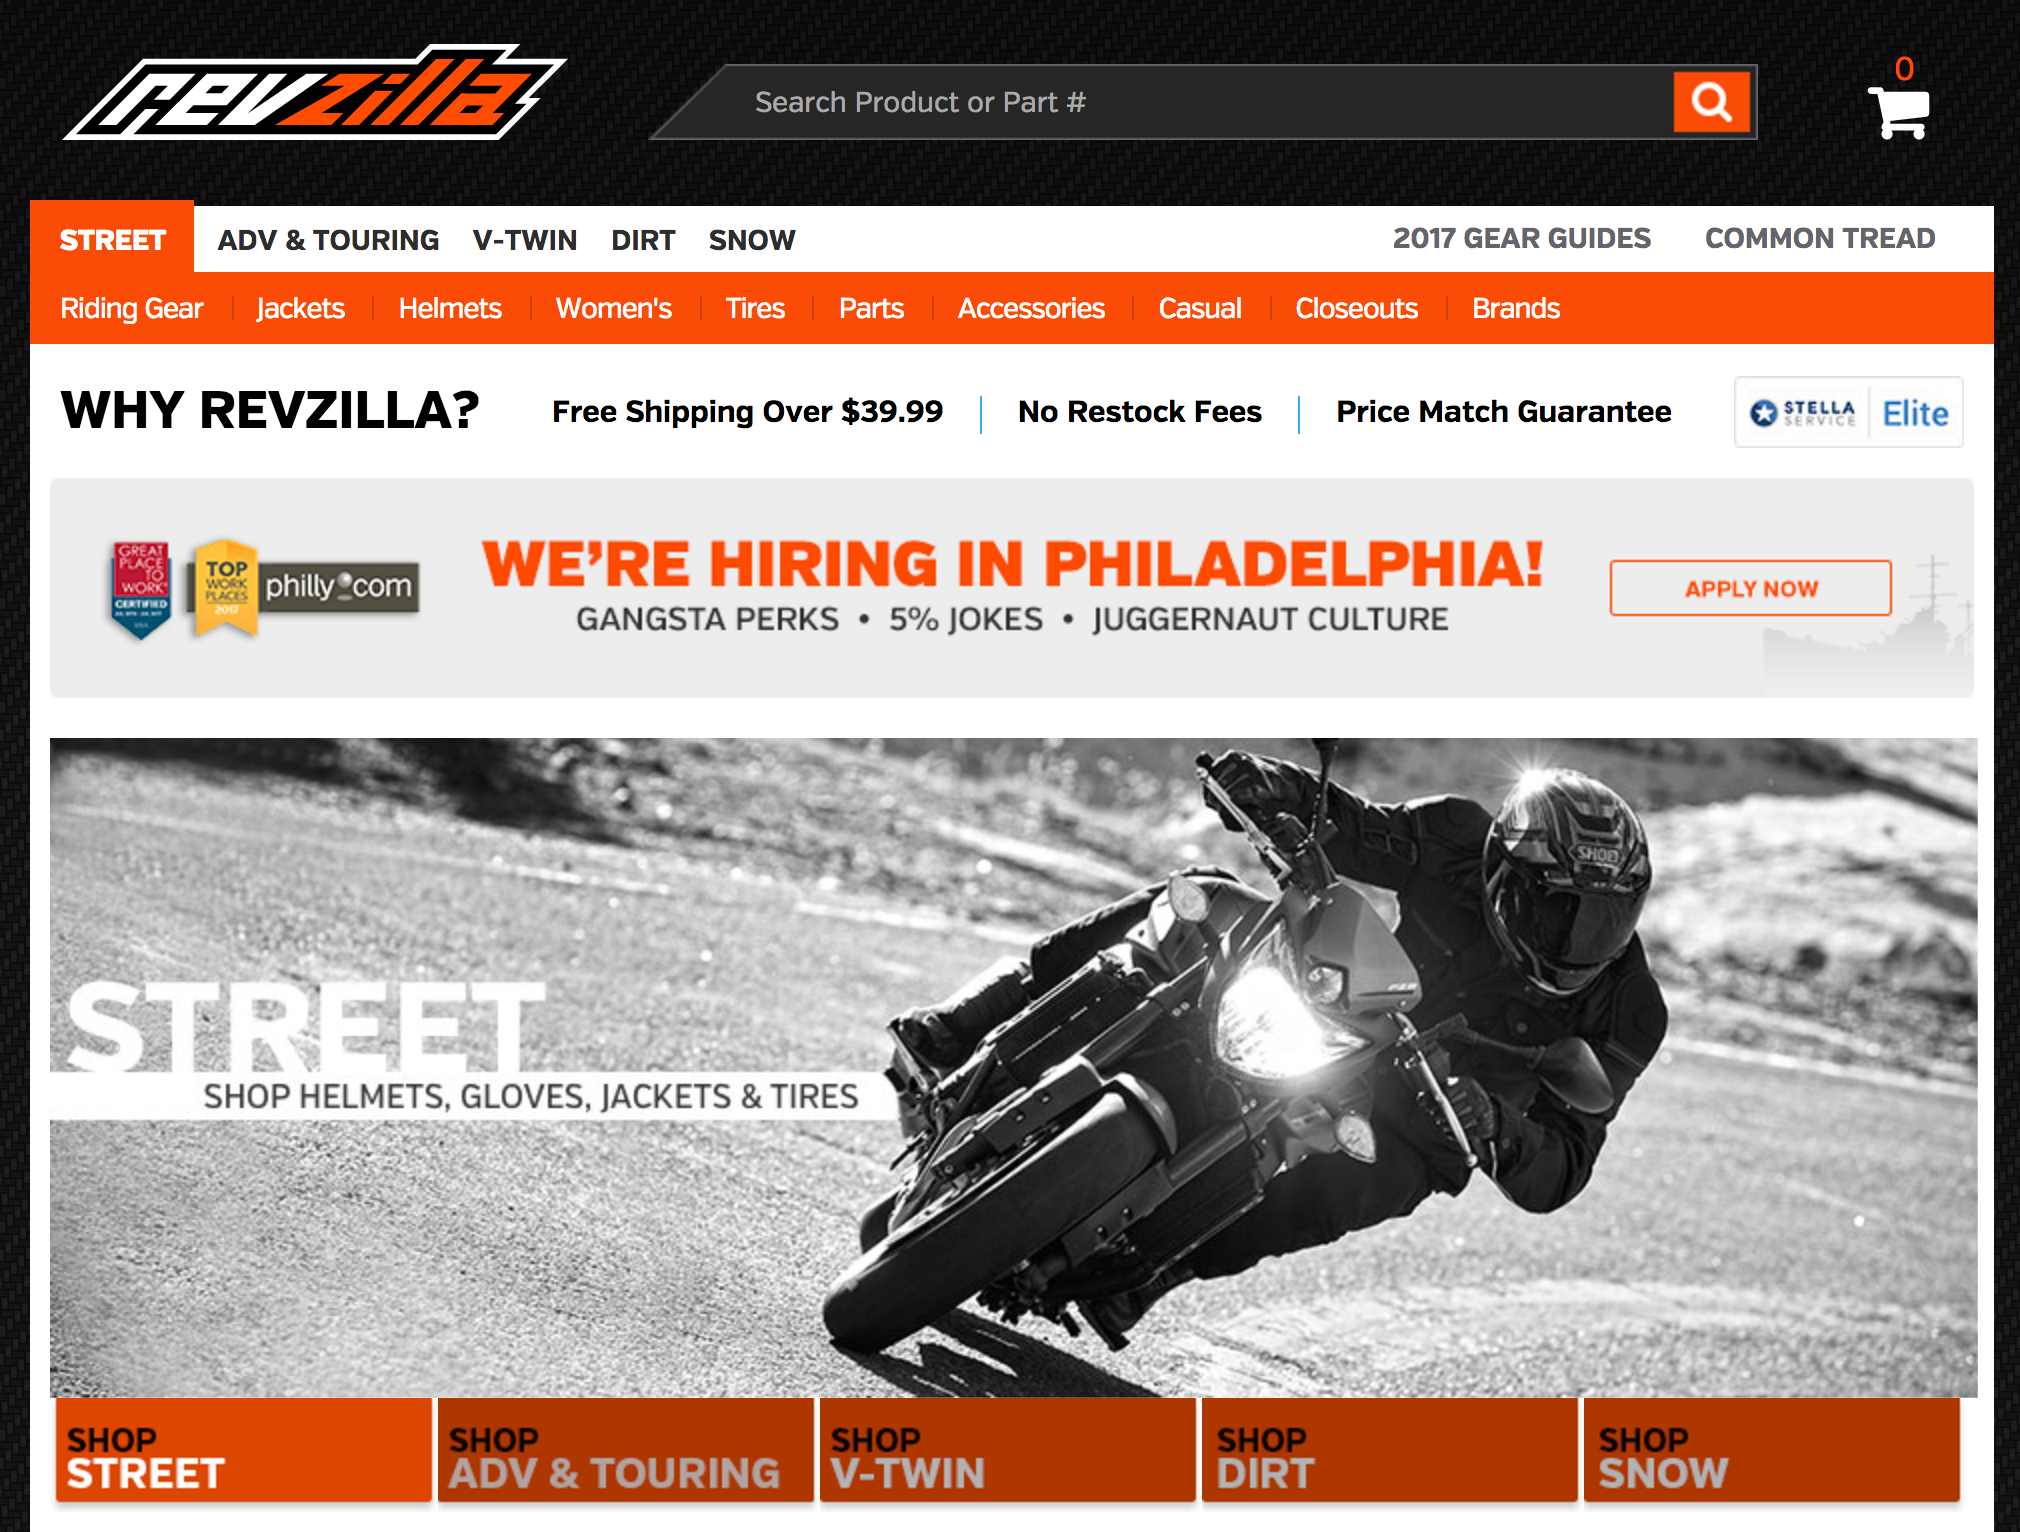 revzilla
Search Product or Part #
0
STREET
ADV & TOURING
V-TWIN
DIRT
SNOW
2017 GEAR GUIDES
COMMON TREAD
Riding Gear
Jackets
Helmets
Women's
Tires
Parts
Accessories
Casual
Closeouts
Brands
WHY REVZILLA?
Free Shipping Over $39.99
No Restock Fees
Price Match Guarantee
STELLA
SERVICE
Elite
GREAT
PLACE
TO
WORK
CERTIFIED
USA
TOP
WORK
PLACES
2017
philly.com
WE'RE HIRING IN PHILADELPHIA!
GANGSTA PERKS • 5% JOKES • JUGGERNAUT CULTURE
APPLY NOW
SHOEI
STREET
SHOP HELMETS, GLOVES, JACKETS & TIRES
SHOP
STREET
SHOP
ADV & TOURING
SHOP
V-TWIN
SHOP
DIRT
SHOP
SNOW